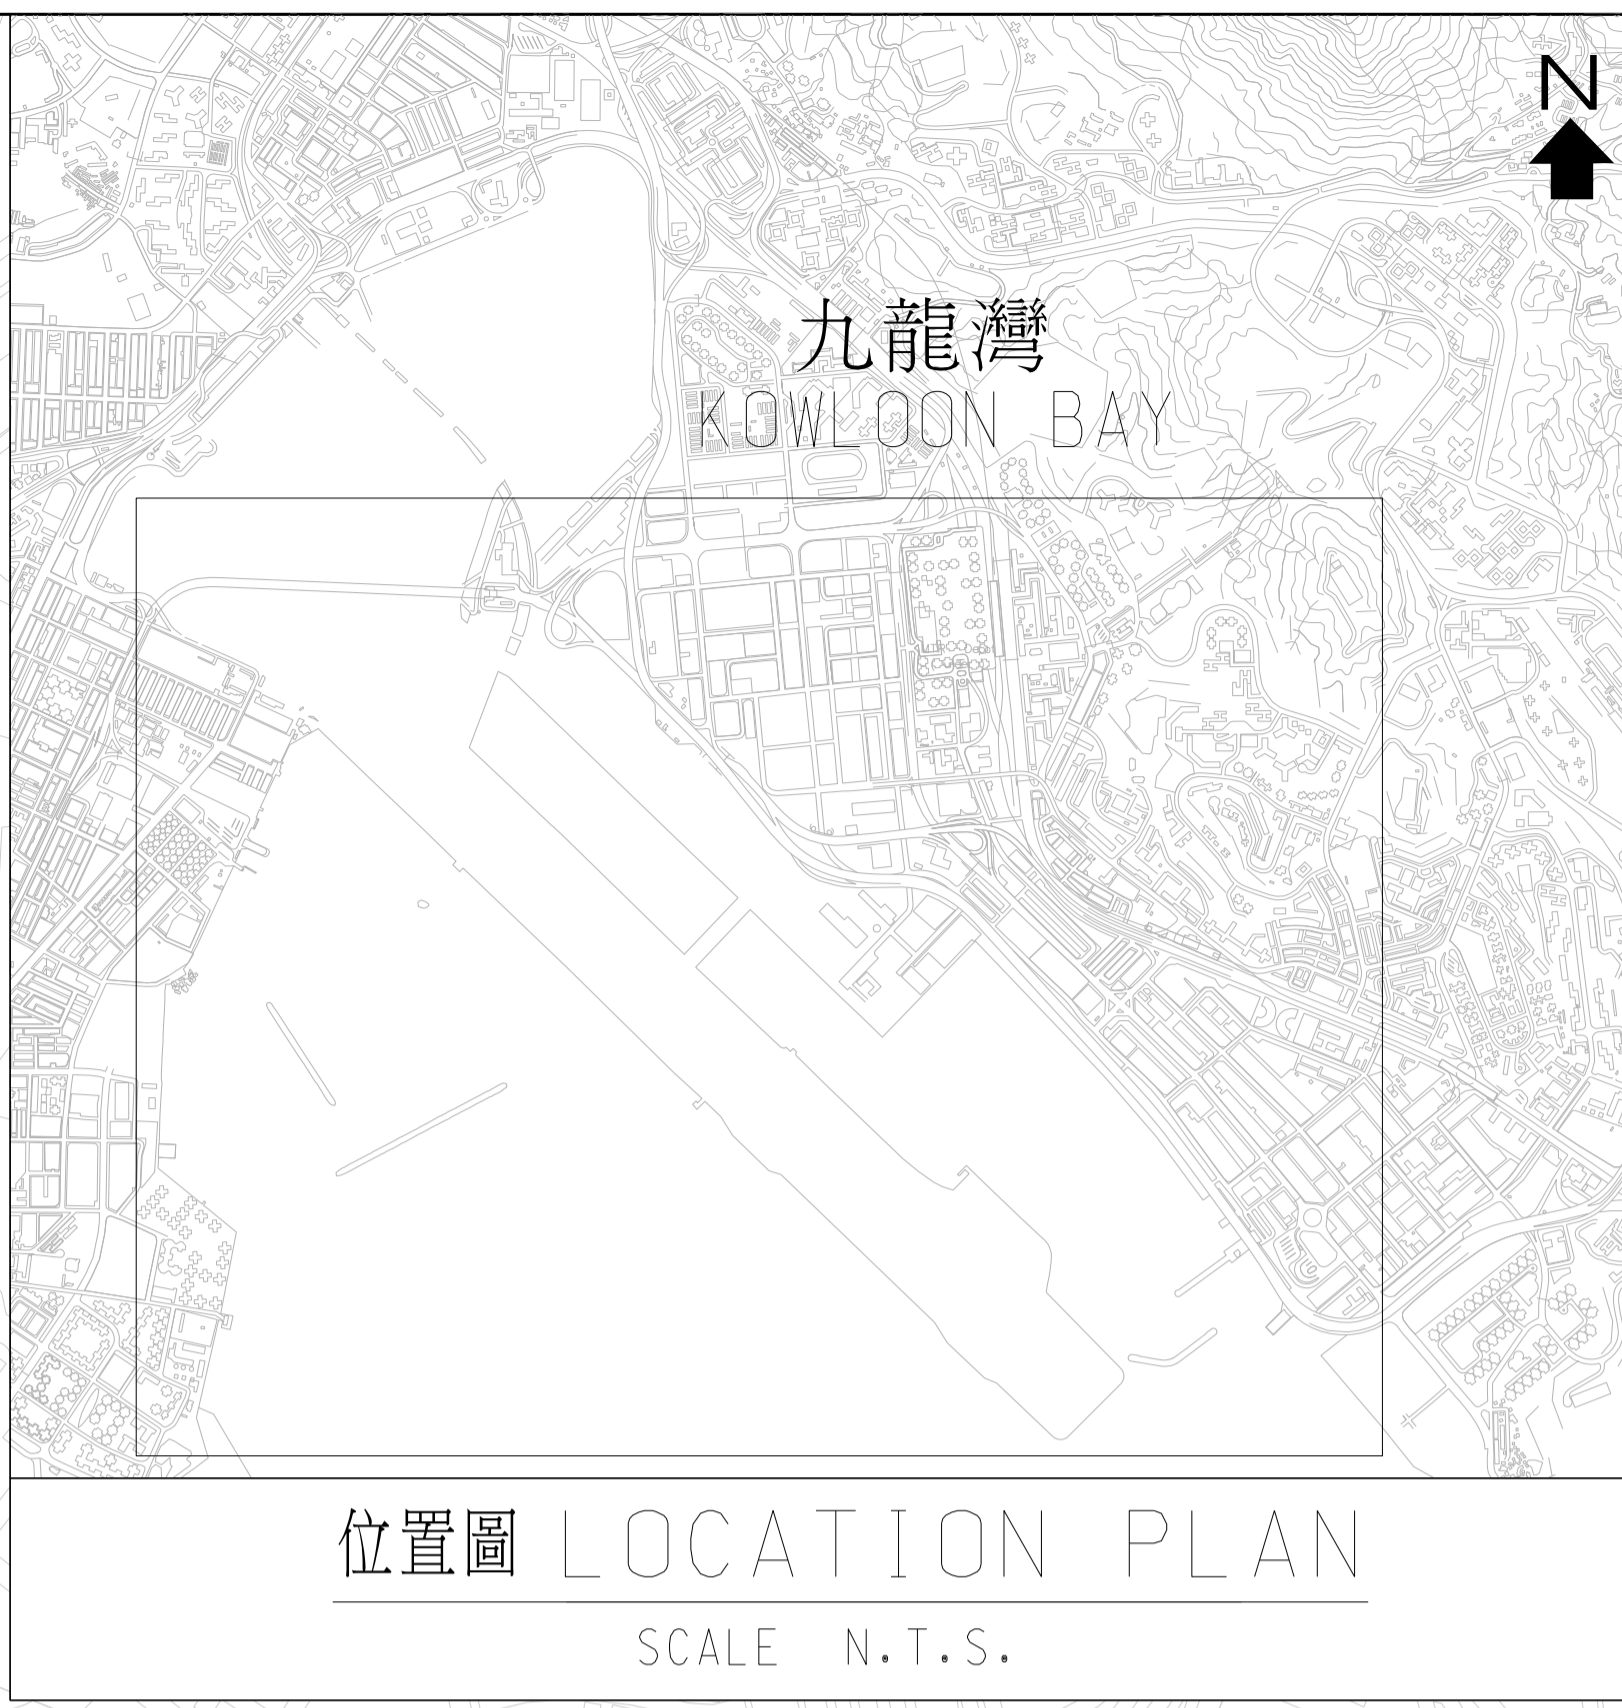 N
九龍灣
KOWLOON BAY
位置圖 LOCATION PLAN
SCALE N.T.S.